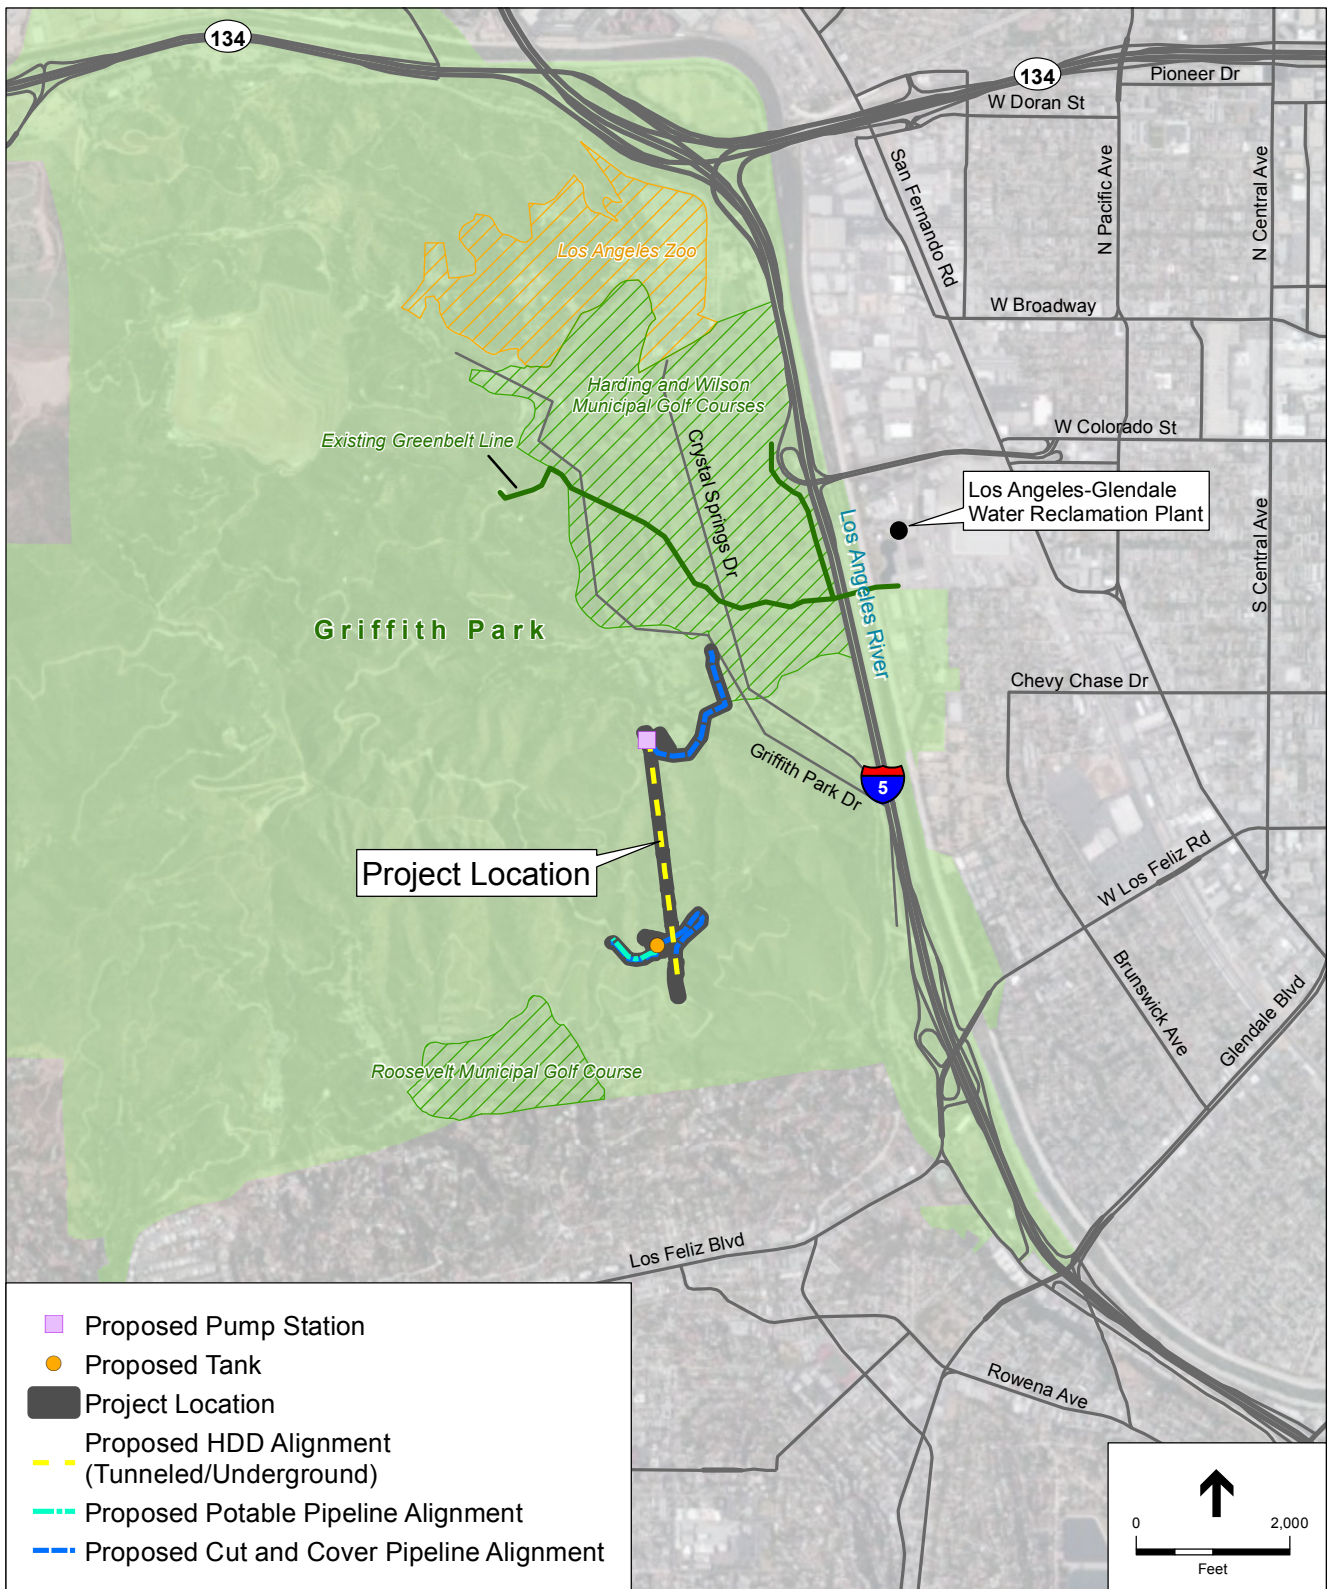 134
134
Pioneer Dr
W Doran St
San Fernando Rd
N Pacific Ave
N Central Ave
Los Angeles Zoo
W Broadway
Harding and Wilson
Municipal Golf Courses
Existing Greenbelt Line
W Colorado St
Crystal Springs Dr
Los Angeles-Glendale
Water Reclamation Plant
S Central Ave
Los Angeles River
Griffith Park
Chevy Chase Dr
Griffith Park Dr
5
Project Location
W Los Feliz Rd
Brunswick Ave
Glendale Blvd
Roosevelt Municipal Golf Course
Los Feliz Blvd
Rowena Ave
Proposed Pump Station
Proposed Tank
Project Location
Proposed HDD Alignment
(Tunneled/Underground)
Proposed Potable Pipeline Alignment
Proposed Cut and Cover Pipeline Alignment
0 2,000
Feet